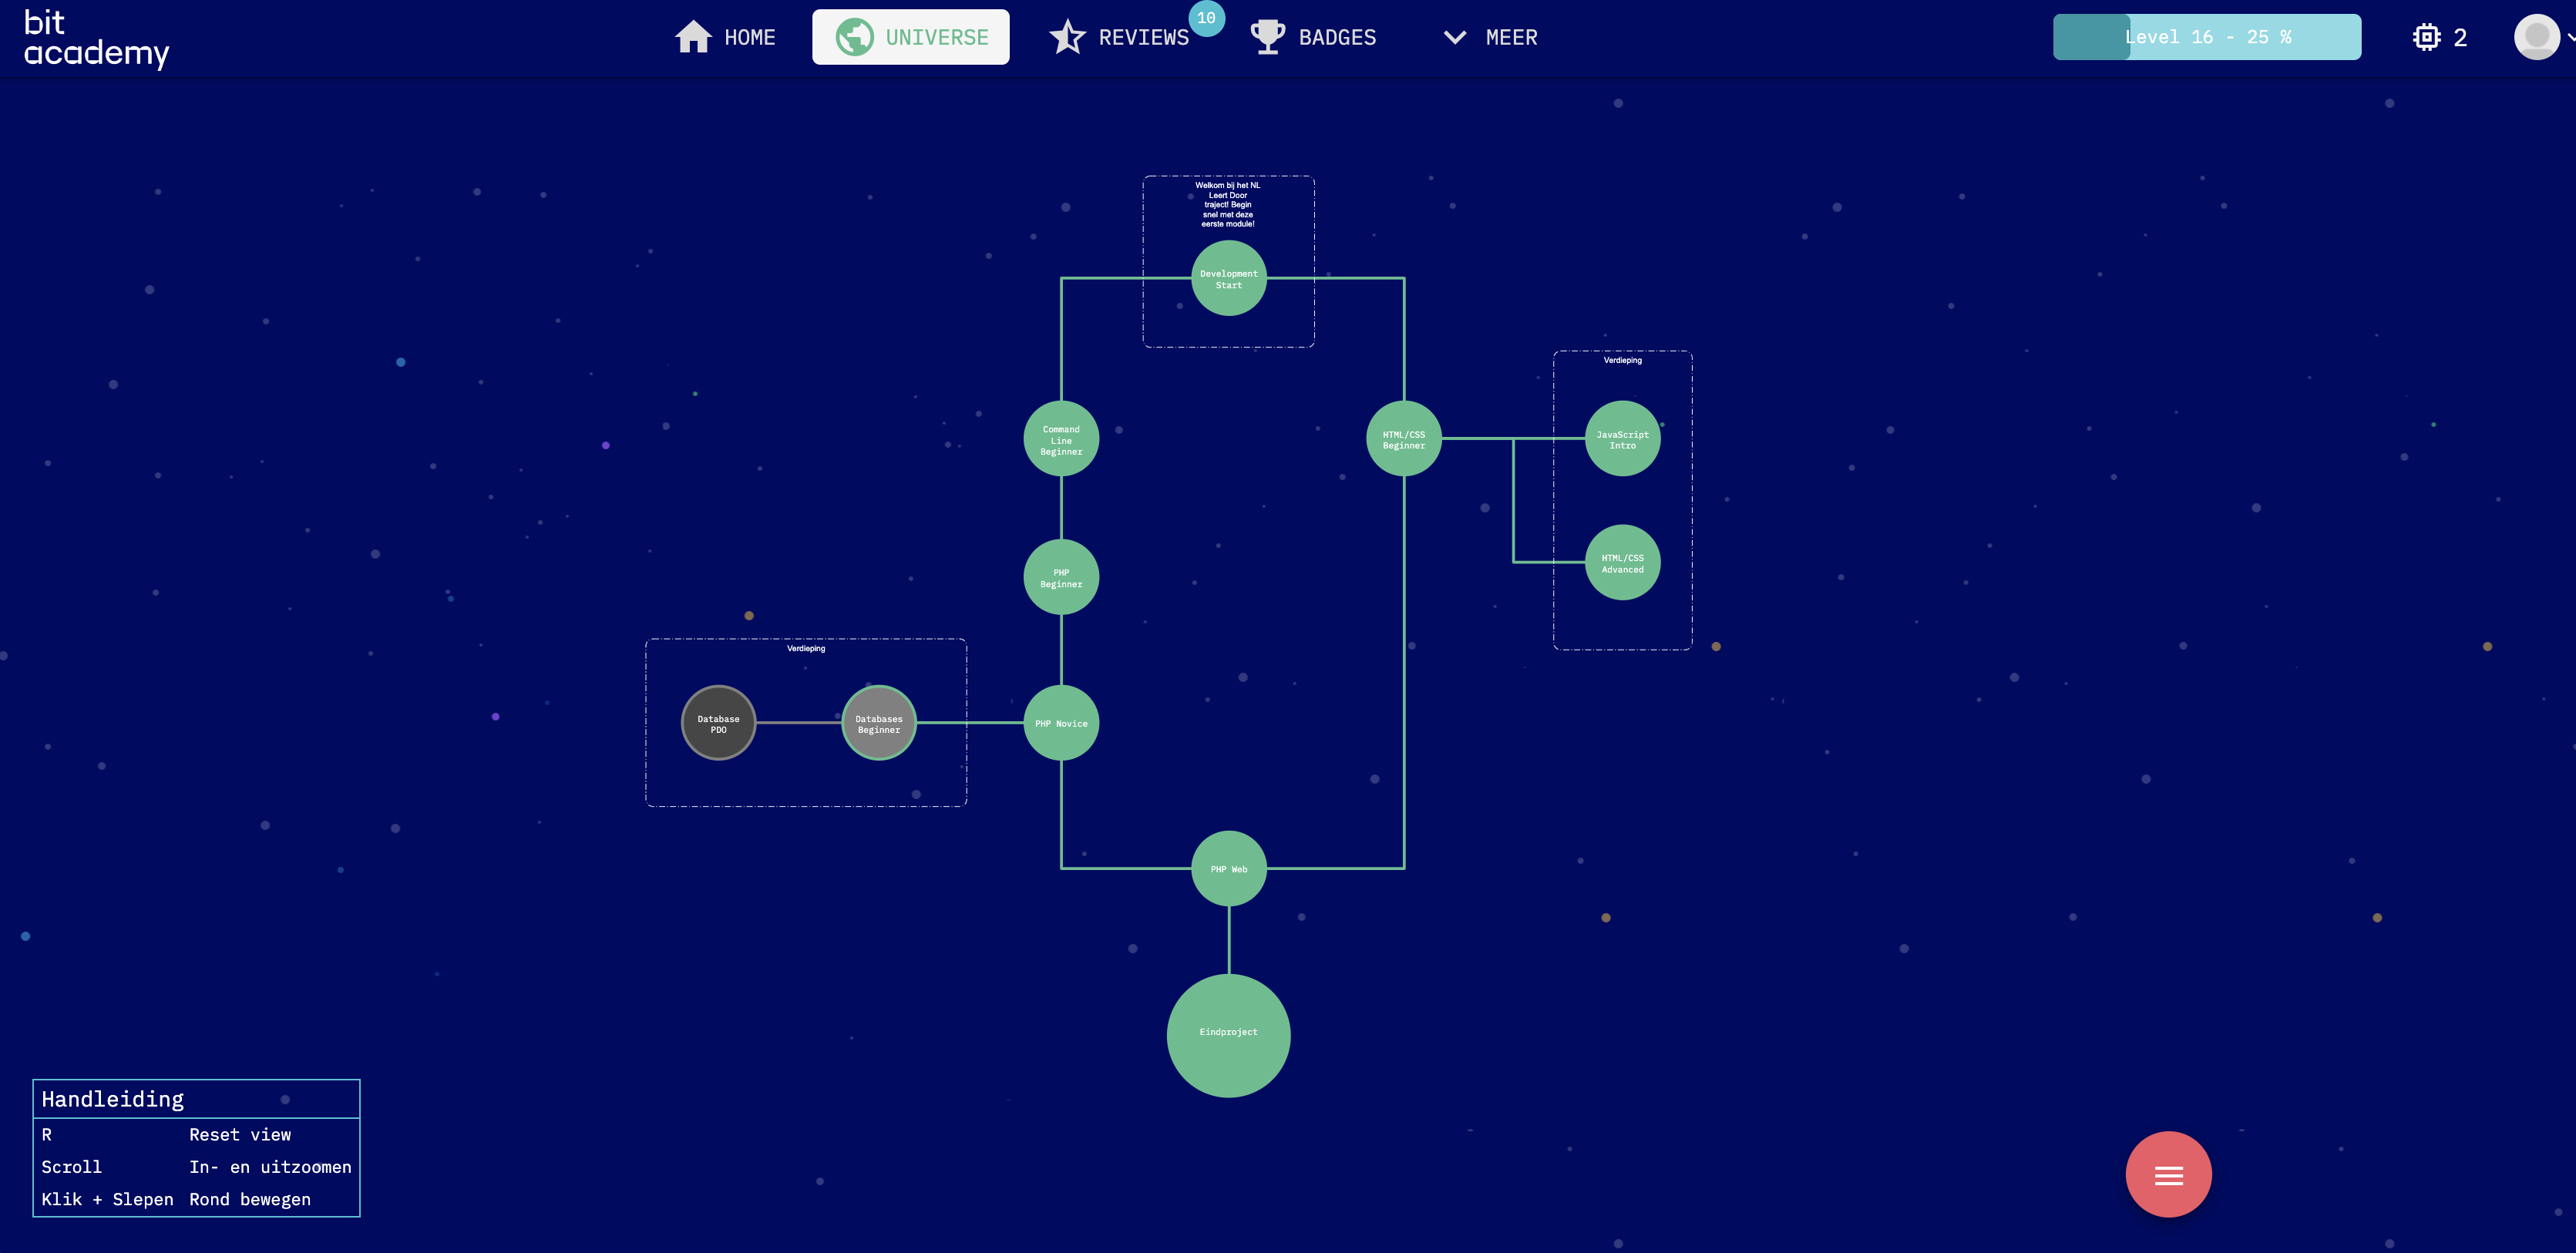 bit
academy
HOME
UNIVERSE
REVIEWS
10
BADGES
MEER
Level 16 - 25 %
2
Welkom bij het NL
Leert Door
traject! Begin
snel met deze
eerste module!
Development
Start
Verdieping
Command
Line
Beginner
HTML/CSS
Beginner
JavaScript
Intro
HTML/CSS
Advanced
PHP
Beginner
Verdieping
Database
PDO
Databases
Beginner
PHP Novice
PHP Web
Eindproject
Handleiding
R Reset view
Scroll In- en uitzoomen
Klik + Slepen Rond bewegen